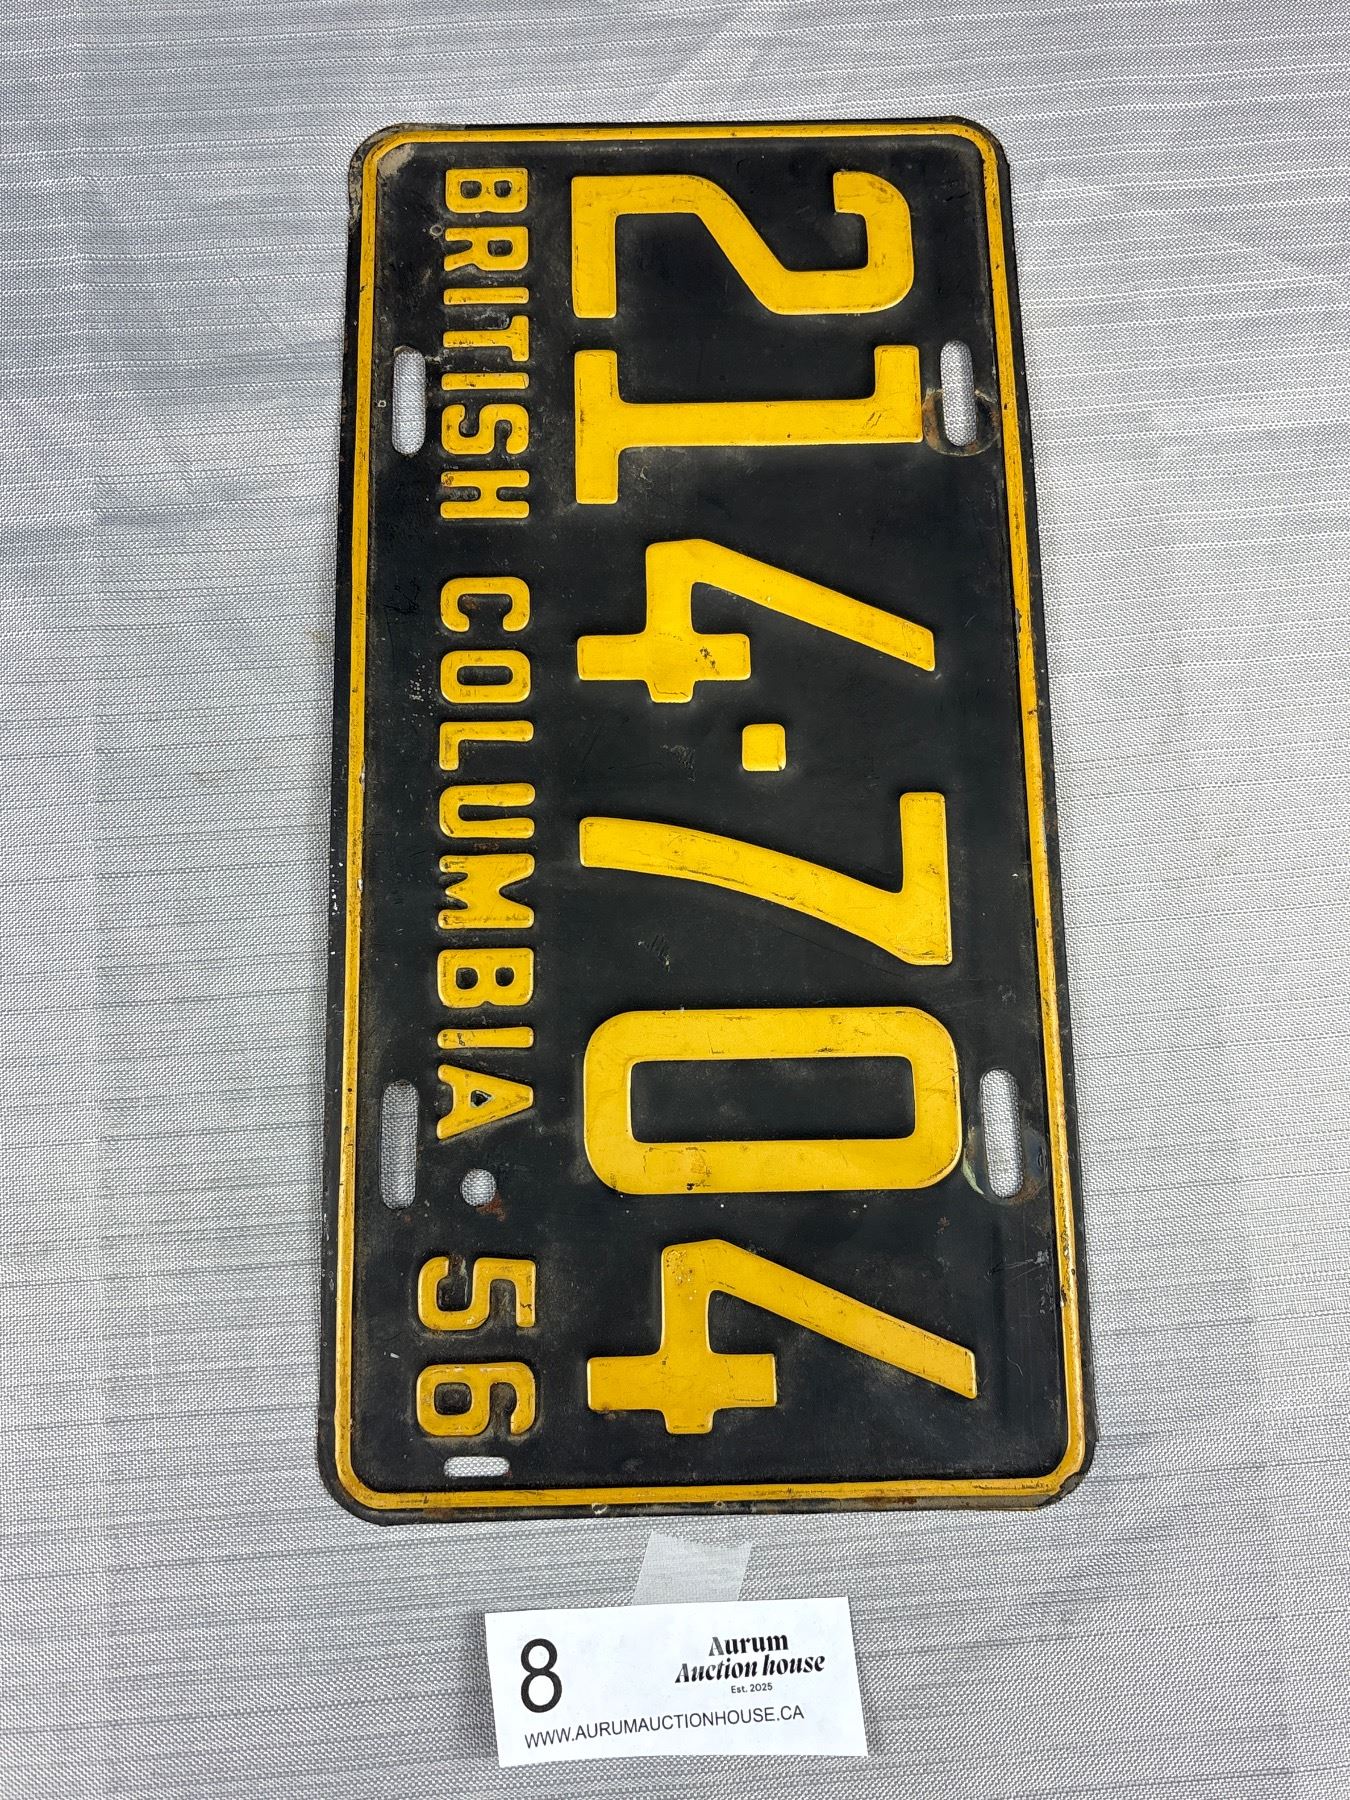 214·704
BRITISH COLUMBIA 56
8
Aurum
Auction house
Est. 2025
WWW.AURUMAUCTIONHOUSE.CA